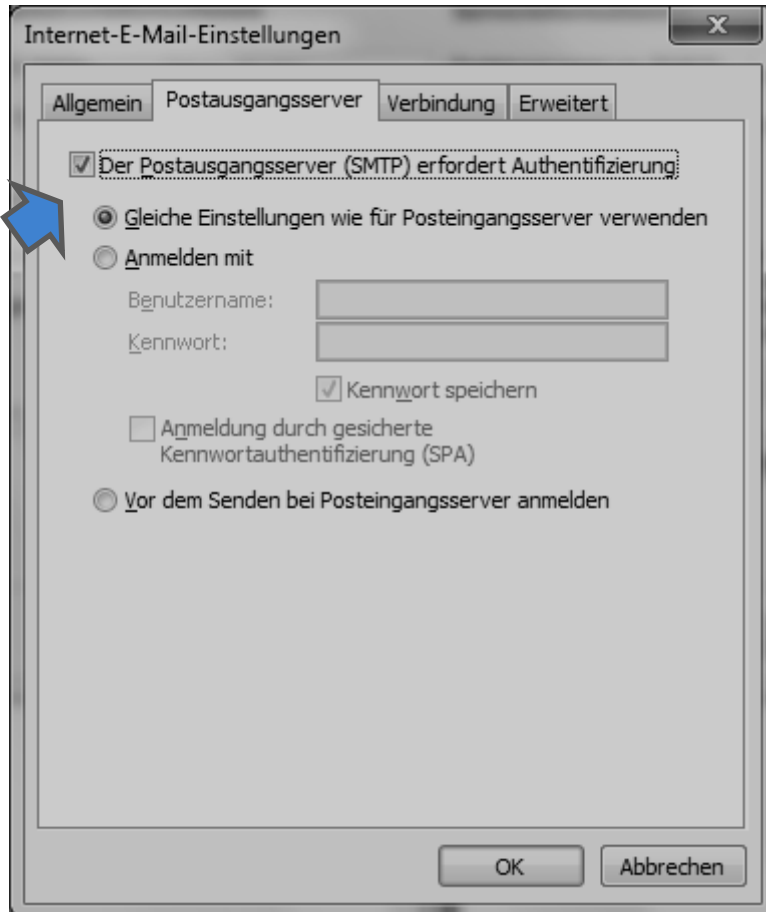 Internet-E-Mail-Einstellungen
Allgemein Postausgangsserver Verbindung Erweitert
Der Postausgangsserver (SMTP) erfordert Authentifizierung
Gleiche Einstellungen wie für Posteingangsserver verwenden
Anmelden mit
Benutzername:
Kennwort:
Kennwort speichern
Anmeldung durch gesicherte
Kennwortauthentifizierung (SPA)
Vor dem Senden bei Posteingangsserver anmelden
OK Abbrechen